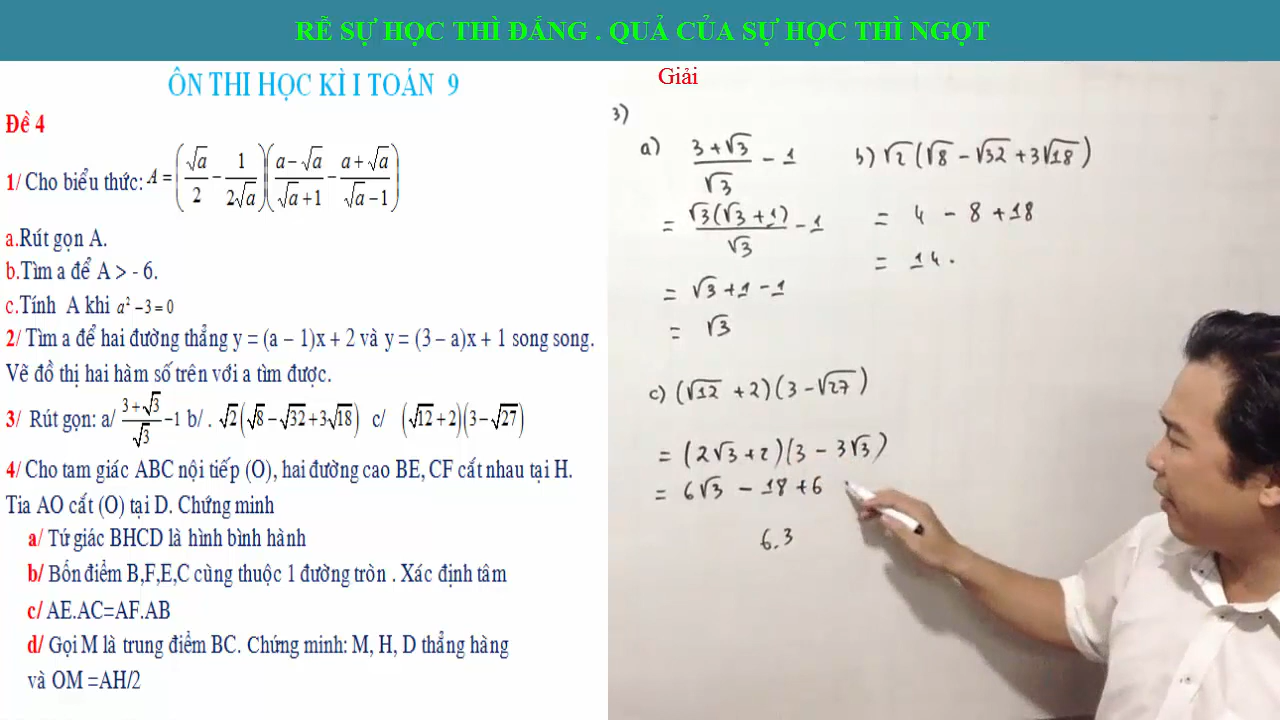 RỄ SỰ HỌC THÌ ĐẮNG . QUẢ CỦA SỰ HỌC THÌ NGỌT
ÔN THI HỌC KÌ I TOÁN 9
Đề 4
1/ Cho biểu thức: A = (√a/2 − 1/(2√a))((a−√a)/(√a+1) − (a+√a)/(√a−1))
a.Rút gọn A.
b.Tìm a để A > - 6.
c.Tính A khi a² −3 = 0
2/ Tìm a để hai đường thẳng y = (a – 1)x + 2 và y = (3 – a)x + 1 song song.
Vẽ đồ thị hai hàm số trên với a tìm được.
3/ Rút gọn: a/ (3+√3)/√3 −1 b/ . √2(√8−√32+3√18) c/ (√12+2)(3−√27)
4/ Cho tam giác ABC nội tiếp (O), hai đường cao BE, CF cắt nhau tại H.
Tia AO cắt (O) tại D. Chứng minh
a/ Tứ giác BHCD là hình bình hành
b/ Bốn điểm B,F,E,C cùng thuộc 1 đường tròn . Xác định tâm
c/ AE.AC=AF.AB
d/ Gọi M là trung điểm BC. Chứng minh: M, H, D thẳng hàng
và OM =AH/2
Giải
3)
a) (3+√3)/√3 − 1
= √3(√3+1)/√3 − 1
= √3 + 1 − 1
= √3
b) √2(√8 − √32 + 3√18)
= 4 − 8 + 18
= 14.
c) (√12 + 2)(3 − √27)
= (2√3 + 2)(3 − 3√3)
= 6√3 − 18 + 6
6.3